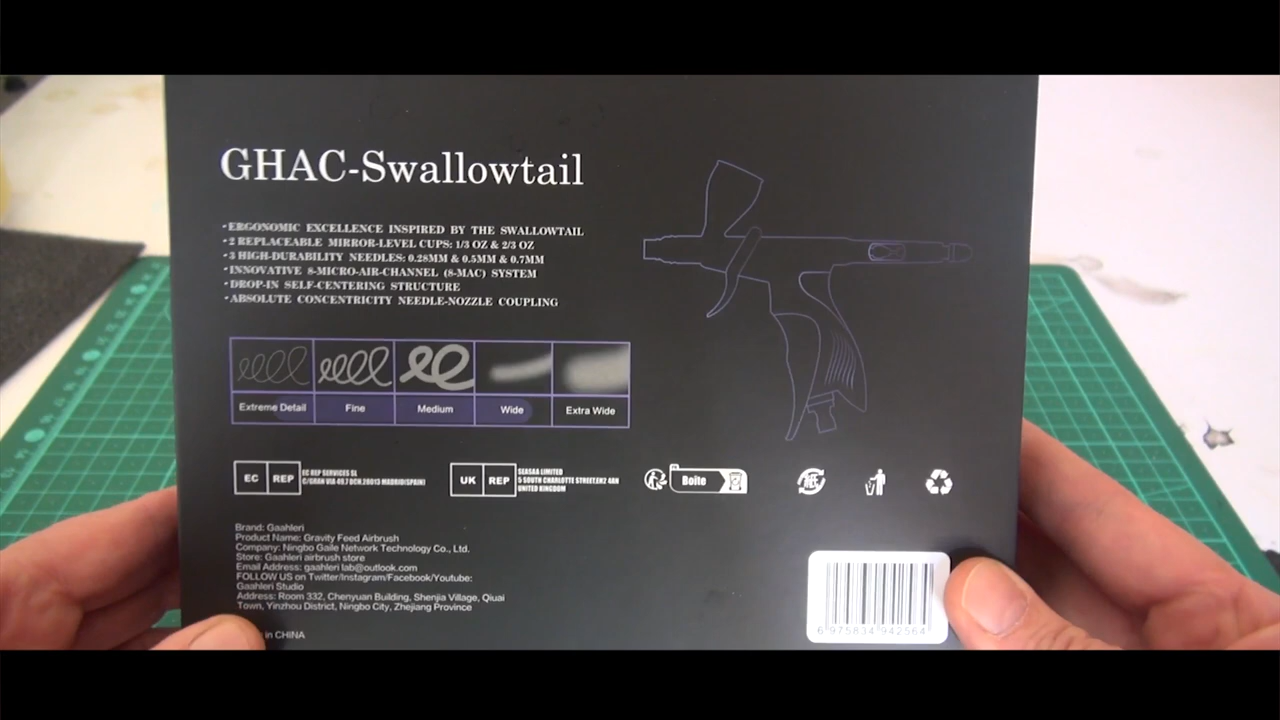 GHAC-Swallowtail
·ERGONOMIC EXCELLENCE INSPIRED BY THE SWALLOWTAIL
·2 REPLACEABLE MIRROR-LEVEL CUPS: 1/3 OZ & 2/3 OZ
·3 HIGH-DURABILITY NEEDLES: 0.28MM & 0.5MM & 0.7MM
·INNOVATIVE 8-MICRO-AIR-CHANNEL (8-MAC) SYSTEM
·DROP-IN SELF-CENTERING STRUCTURE
·ABSOLUTE CONCENTRICITY NEEDLE-NOZZLE COUPLING
Extreme Detail Fine Medium Wide Extra Wide
EC REP
EC REP SERVICES SL
C/GRAN VIA 49,7 DCH,28013 MADRID(SPAIN)
UK REP
SEASAA LIMITED
5 SOUTH CHARLOTTE STREET,EH2 4AN
UNITED KINGDOM
Boîte
Brand: Gaahleri
Product Name: Gravity Feed Airbrush
Company: Ningbo Gaile Network Technology Co., Ltd.
Store: Gaahleri airbrush store
Email Address: gaahleri lab@outlook.com
FOLLOW US on Twitter/Instagram/Facebook/Youtube:
Gaahleri Studio
Address: Room 332, Chenyuan Building, Shenjia Village, Qiuai
Town, Yinzhou District, Ningbo City, Zhejiang Province
in CHINA
6 975834 942564